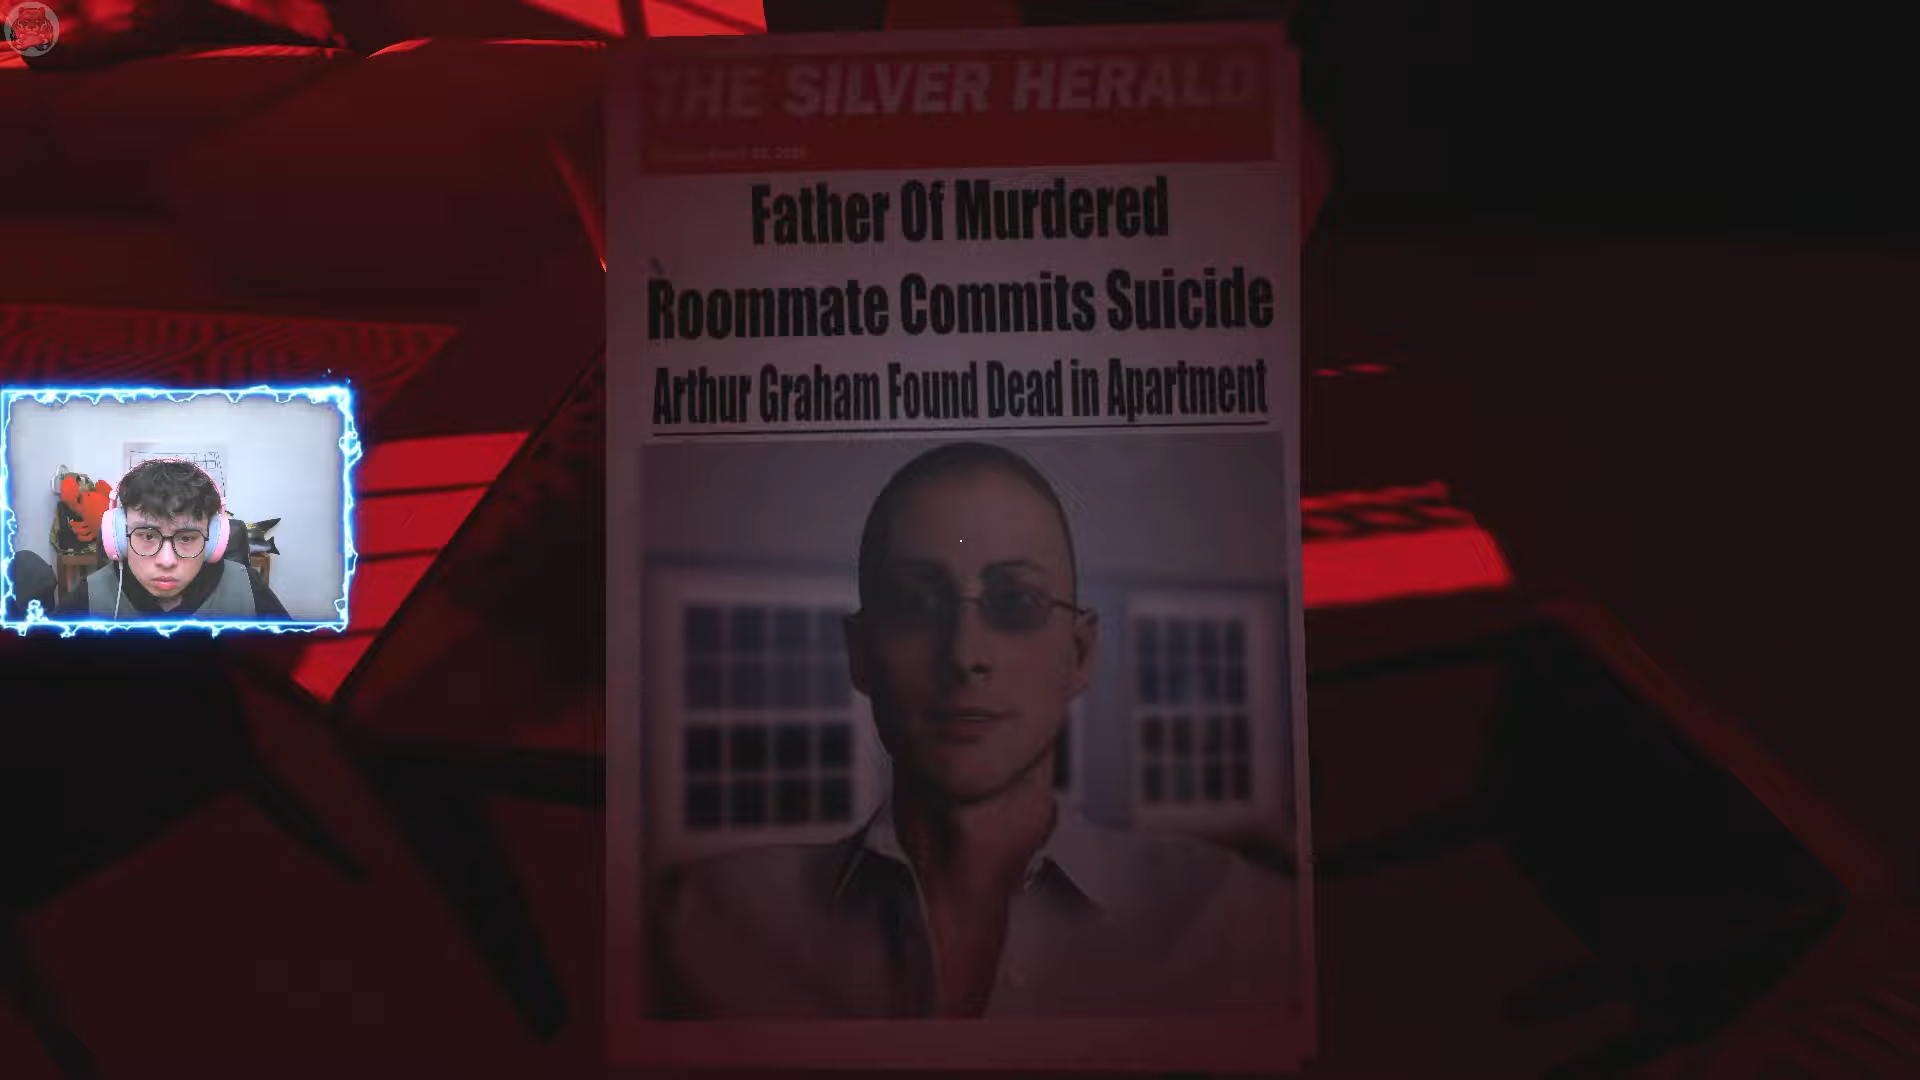 THE SILVER HERALD
Father Of Murdered
Roommate Commits Suicide
Arthur Graham Found Dead in Apartment